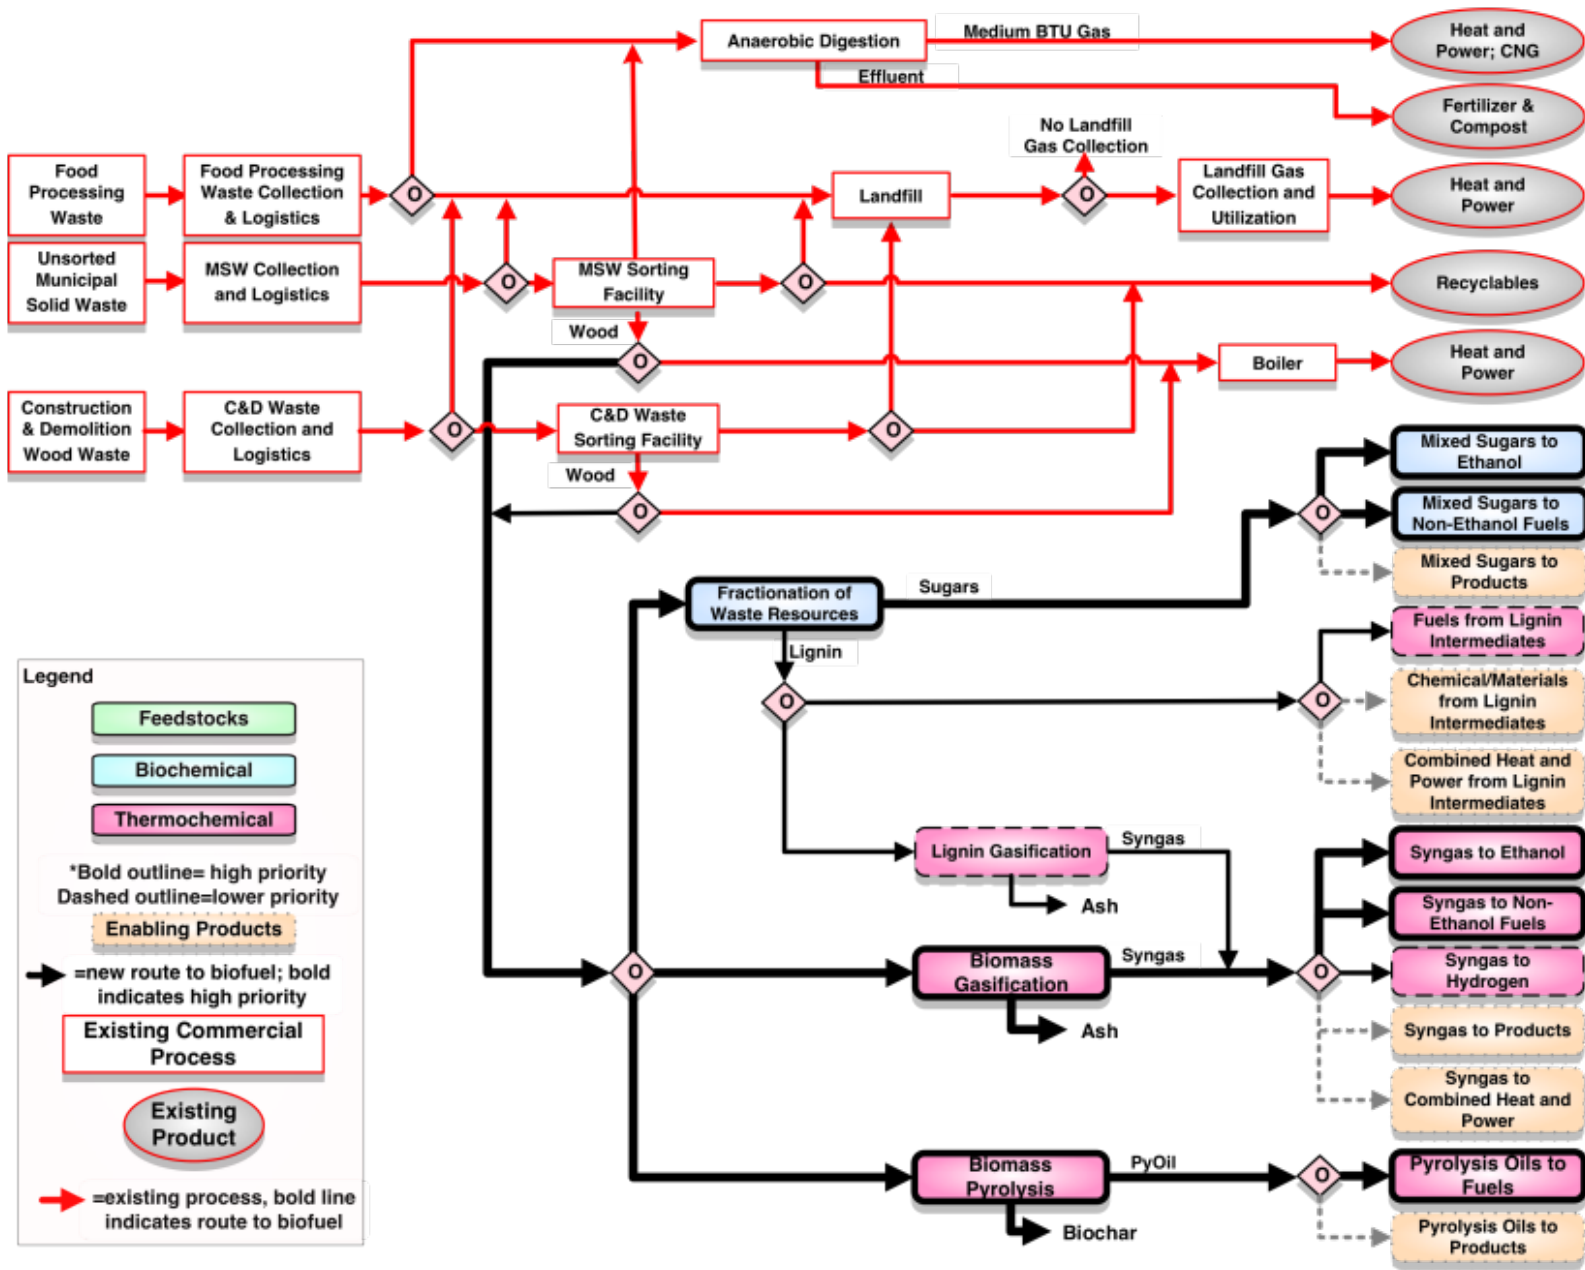 Medium BTU Gas
Anaerobic Digestion
Heat and
Power; CNG
Effluent
Fertilizer &
Compost
No Landfill
Gas Collection
Food
Processing
Waste
Food Processing
Waste Collection
& Logistics
O
Landfill
O
Landfill Gas
Collection and
Utilization
Heat and
Power
Unsorted
Municipal
Solid Waste
MSW Collection
and Logistics
O
MSW Sorting
Facility
O
Recyclables
Wood
O
Boiler
Heat and
Power
Construction
& Demolition
Wood Waste
C&D Waste
Collection and
Logistics
O
C&D Waste
Sorting Facility
O
Wood
O
Mixed Sugars to
Ethanol
O
Mixed Sugars to
Non-Ethanol Fuels
Mixed Sugars to
Products
Fractionation of
Waste Resources
Sugars
Lignin
O
Fuels from Lignin
Intermediates
O
Chemical/Materials
from Lignin
Intermediates
Combined Heat and
Power from Lignin
Intermediates
Lignin Gasification
Syngas
Ash
Syngas to Ethanol
Syngas to Non-
Ethanol Fuels
O
Biomass
Gasification
Syngas
Ash
O
Syngas to
Hydrogen
Syngas to Products
Syngas to
Combined Heat and
Power
Biomass
Pyrolysis
PyOil
Biochar
O
Pyrolysis Oils to
Fuels
Pyrolysis Oils to
Products
Legend
Feedstocks
Biochemical
Thermochemical
*Bold outline= high priority
Dashed outline=lower priority
Enabling Products
=new route to biofuel; bold
indicates high priority
Existing Commercial
Process
Existing
Product
=existing process, bold line
indicates route to biofuel